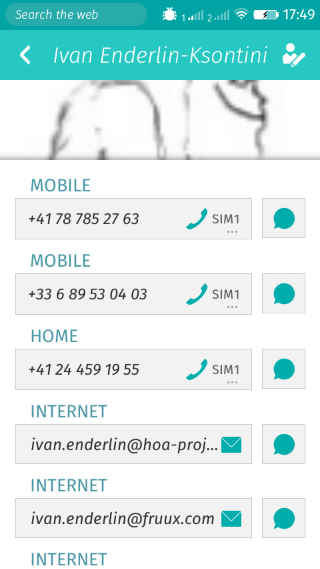 Search the web 1 2 17:49
Ivan Enderlin-Ksontini
MOBILE
+41 78 785 27 63 SIM1
...
MOBILE
+33 6 89 53 04 03 SIM1
...
HOME
+41 24 459 19 55 SIM1
...
INTERNET
ivan.enderlin@hoa-proj...
INTERNET
ivan.enderlin@fruux.com
INTERNET